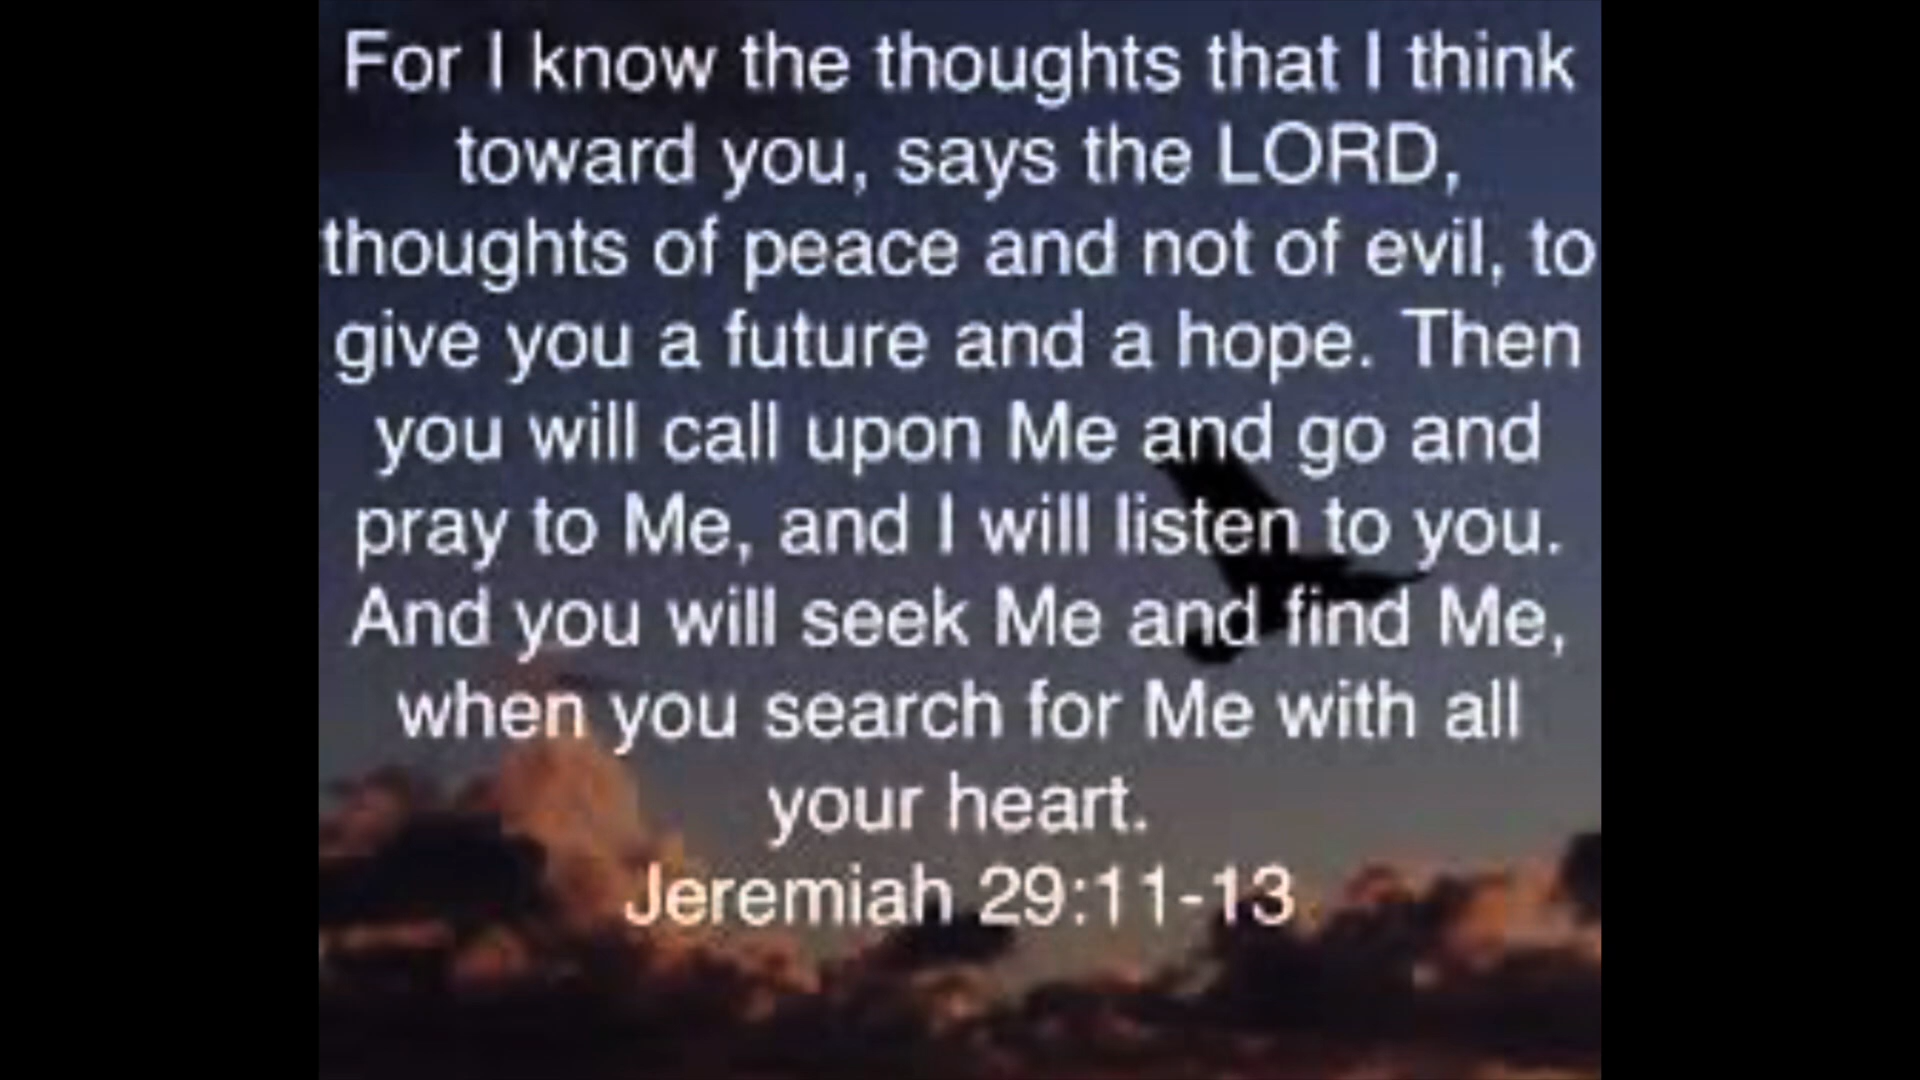 For I know the thoughts that I think
toward you, says the LORD,
thoughts of peace and not of evil, to
give you a future and a hope. Then
you will call upon Me and go and
pray to Me, and I will listen to you.
And you will seek Me and find Me,
when you search for Me with all
your heart.
Jeremiah 29:11-13